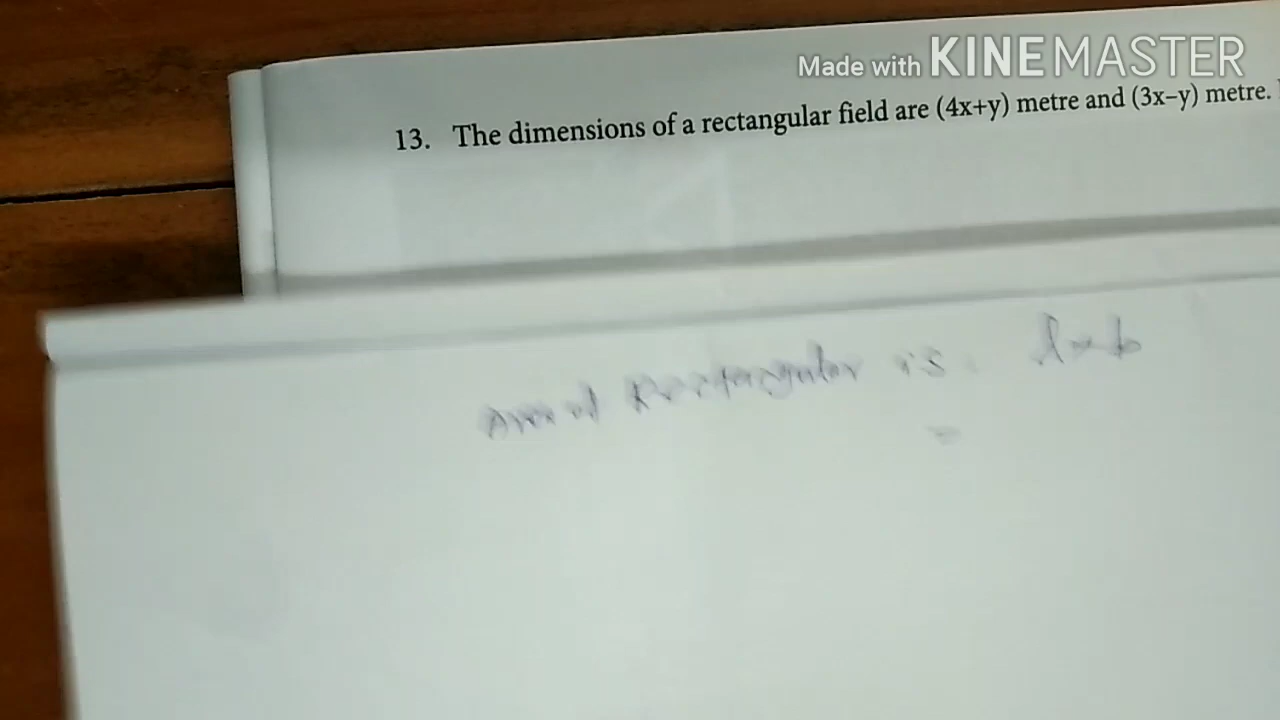 Made with KINEMASTER
13. The dimensions of a rectangular field are (4x+y) metre and (3x–y) metre.
Area of Rectangular is l×b
=